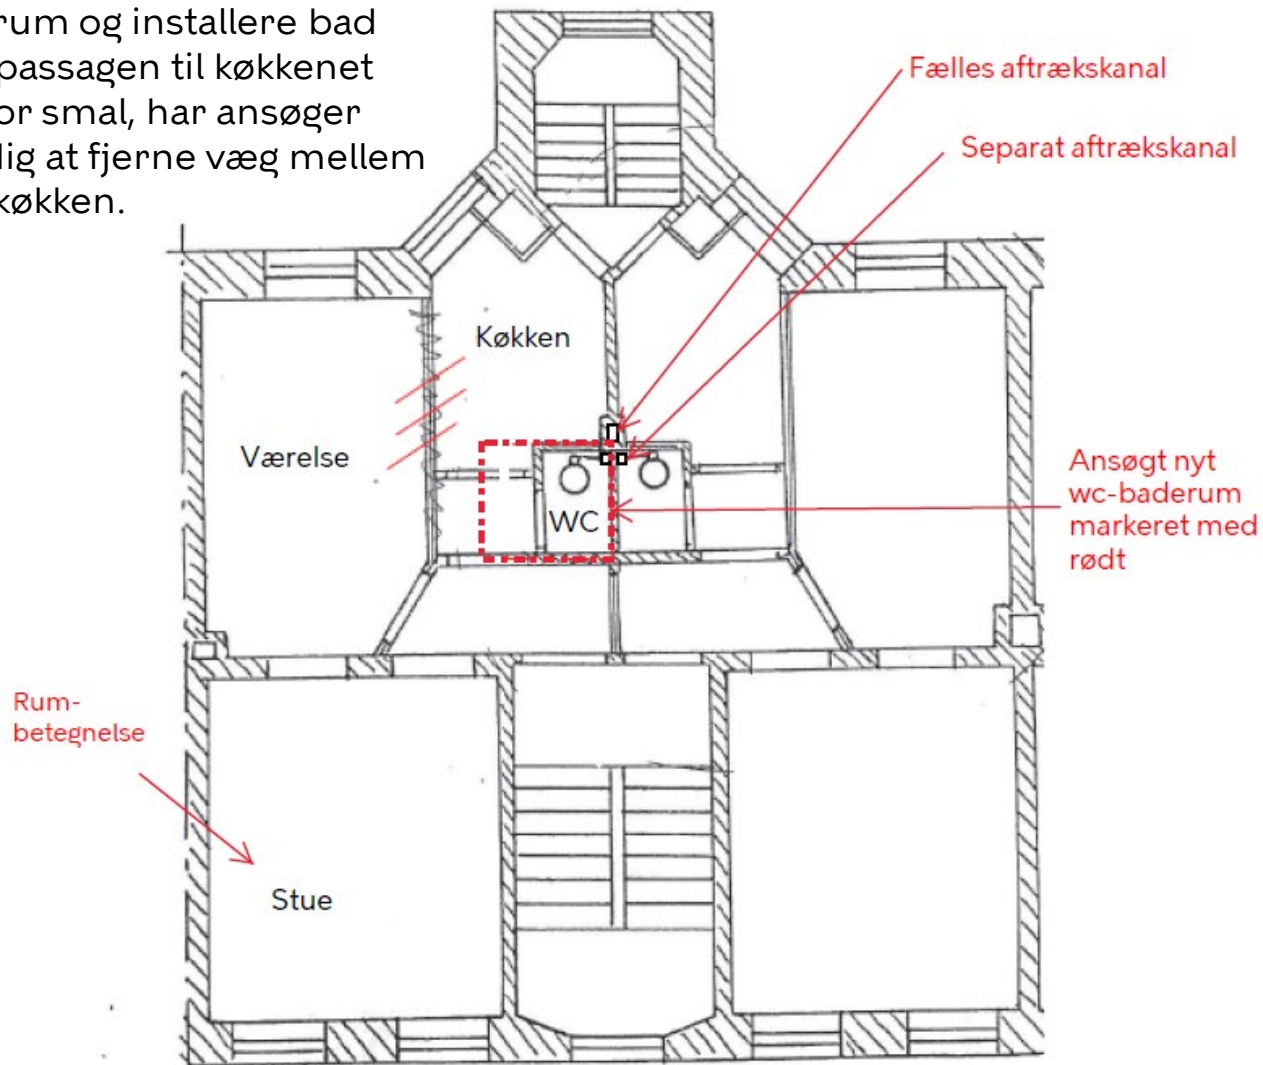 rum og installere bad
passagen til køkkenet
or smal, har ansøger
dig at fjerne væg mellem
køkken.
Fælles aftrækskanal
Separat aftrækskanal
Køkken
Værelse
WC
Ansøgt nyt
wc-baderum
markeret med
rødt
Rum-
betegnelse
Stue